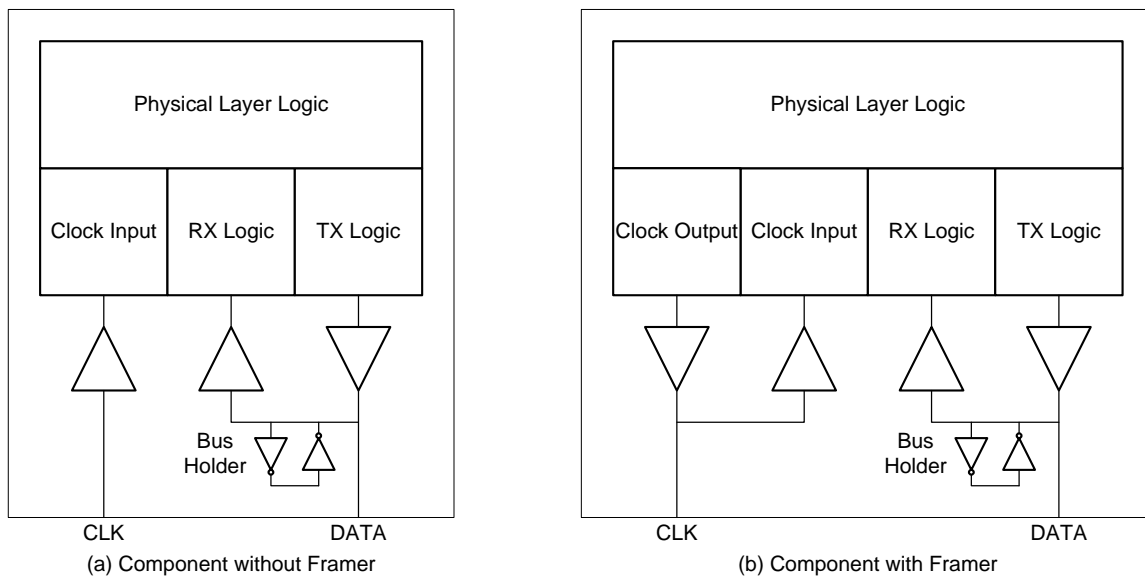 Physical Layer Logic
Clock Input
RX Logic
TX Logic
Bus
Holder
CLK
DATA
(a) Component without Framer
Physical Layer Logic
Clock Output
Clock Input
RX Logic
TX Logic
Bus
Holder
CLK
DATA
(b) Component with Framer